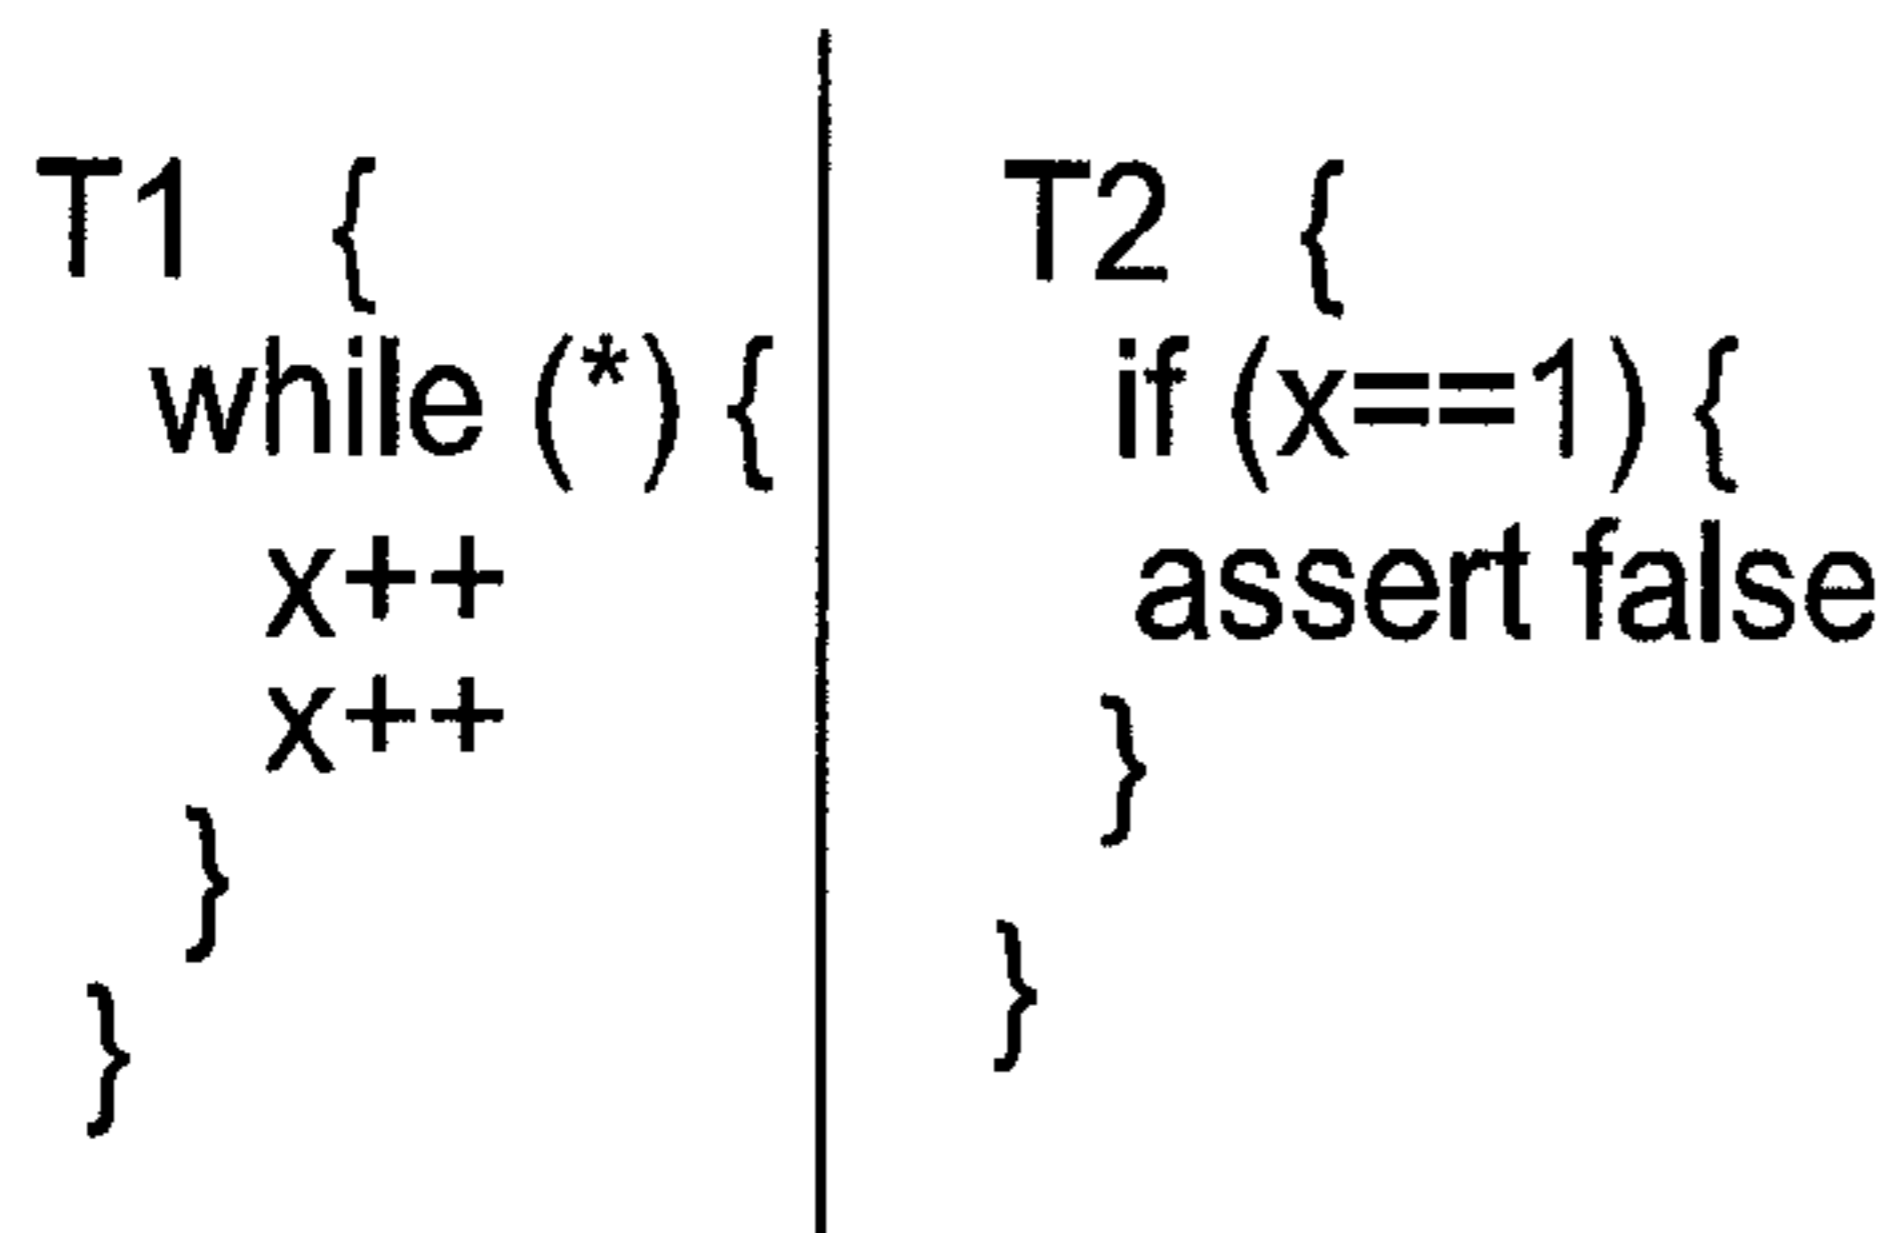 T1 {
while (*) {
x++
x++
}
}
T2 {
if (x==1) {
assert false
}
}